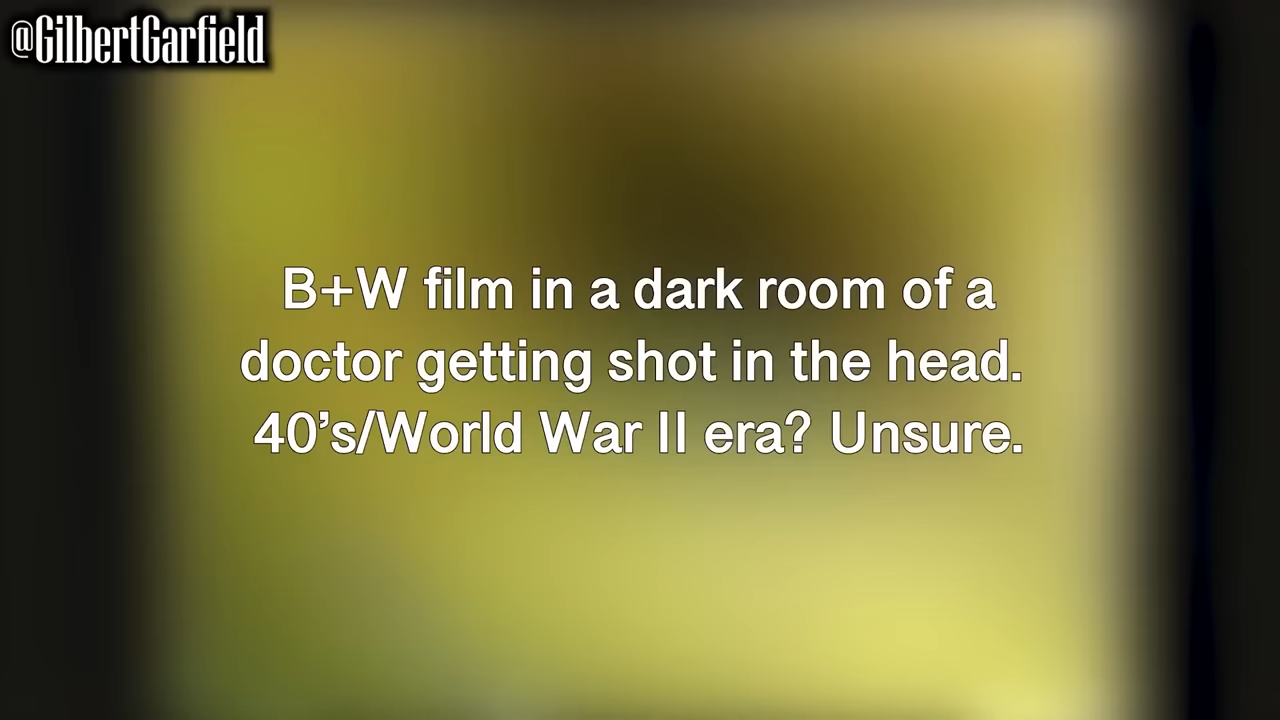 @GilbertGarfield
B+W film in a dark room of a
doctor getting shot in the head.
40’s/World War II era? Unsure.